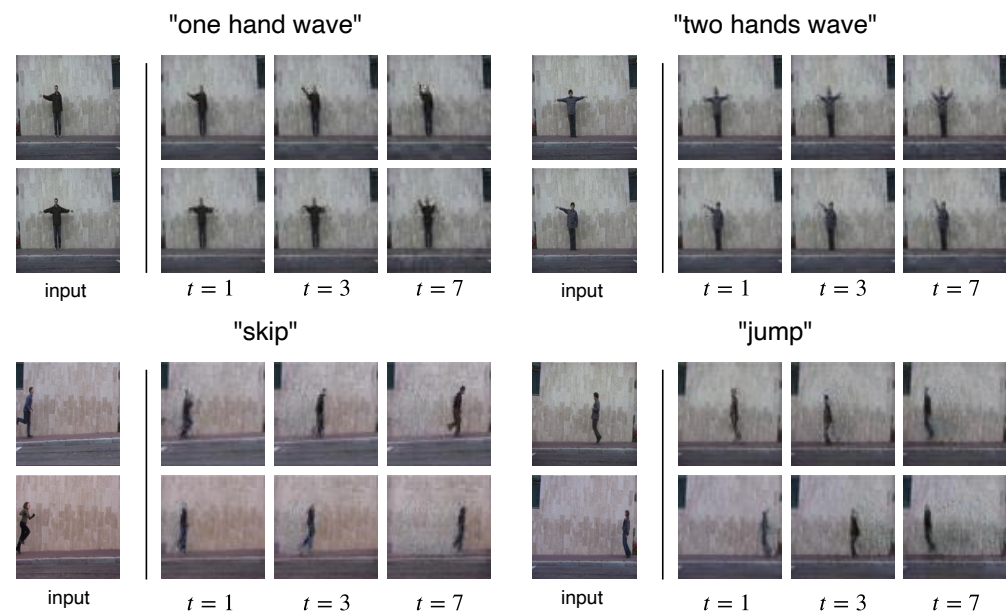 "one hand wave"
"two hands wave"
input
t = 1
t = 3
t = 7
input
t = 1
t = 3
t = 7
"skip"
"jump"
input
t = 1
t = 3
t = 7
input
t = 1
t = 3
t = 7